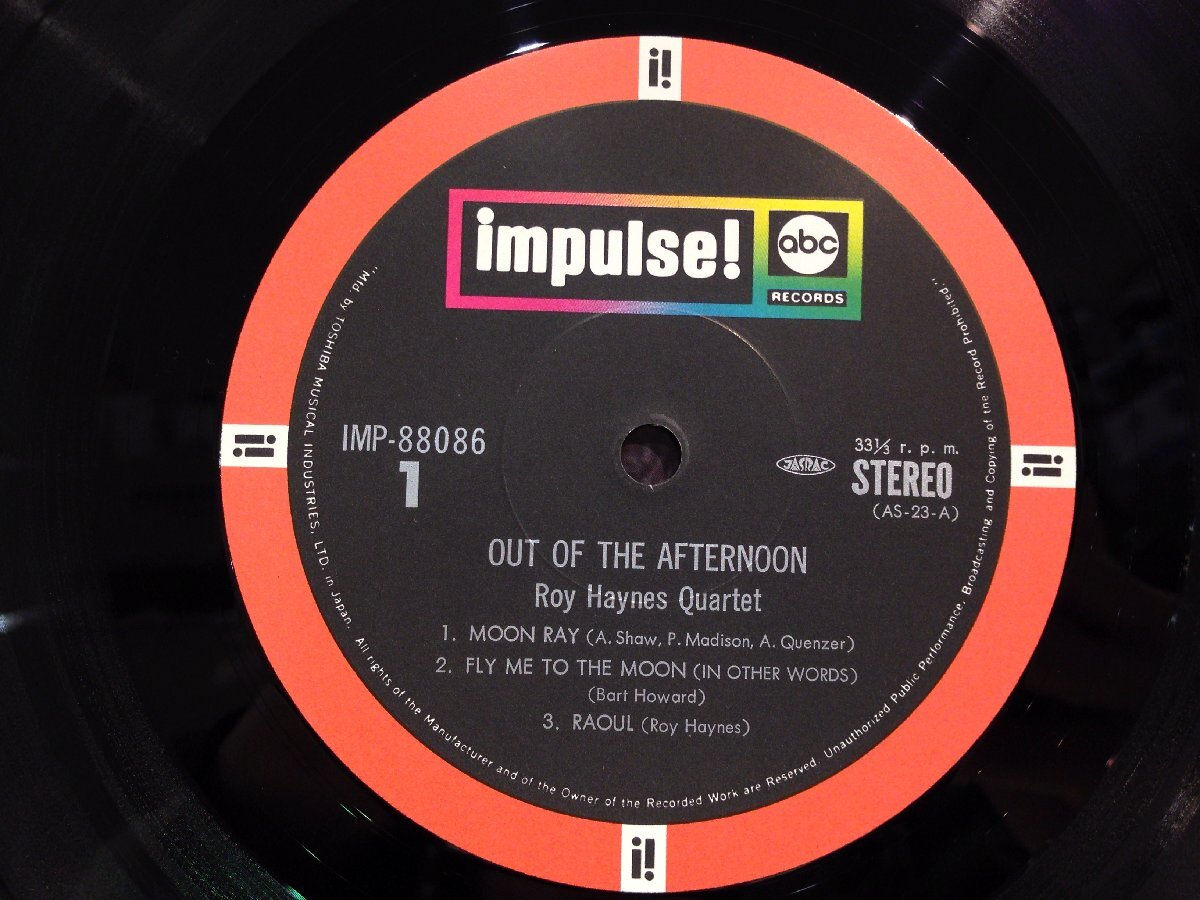 i!
impulse!
abc
RECORDS
IMP-88086
1
JASRAC
33⅓ r. p. m.
STEREO
(AS-23-A)
OUT OF THE AFTERNOON
Roy Haynes Quartet
1. MOON RAY (A. Shaw, P. Madison, A. Quenzer)
2. FLY ME TO THE MOON (IN OTHER WORDS)
(Bart Howard)
3. RAOUL (Roy Haynes)
"Mfd. by TOSHIBA MUSICAL INDUSTRIES, LTD. in Japan. All rights of the Manufacturer and of the Owner of the Recorded Work are Reserved. Unauthorized Public Performance, Broadcasting and Copying of the Record Prohibited."
i!
i!
i!